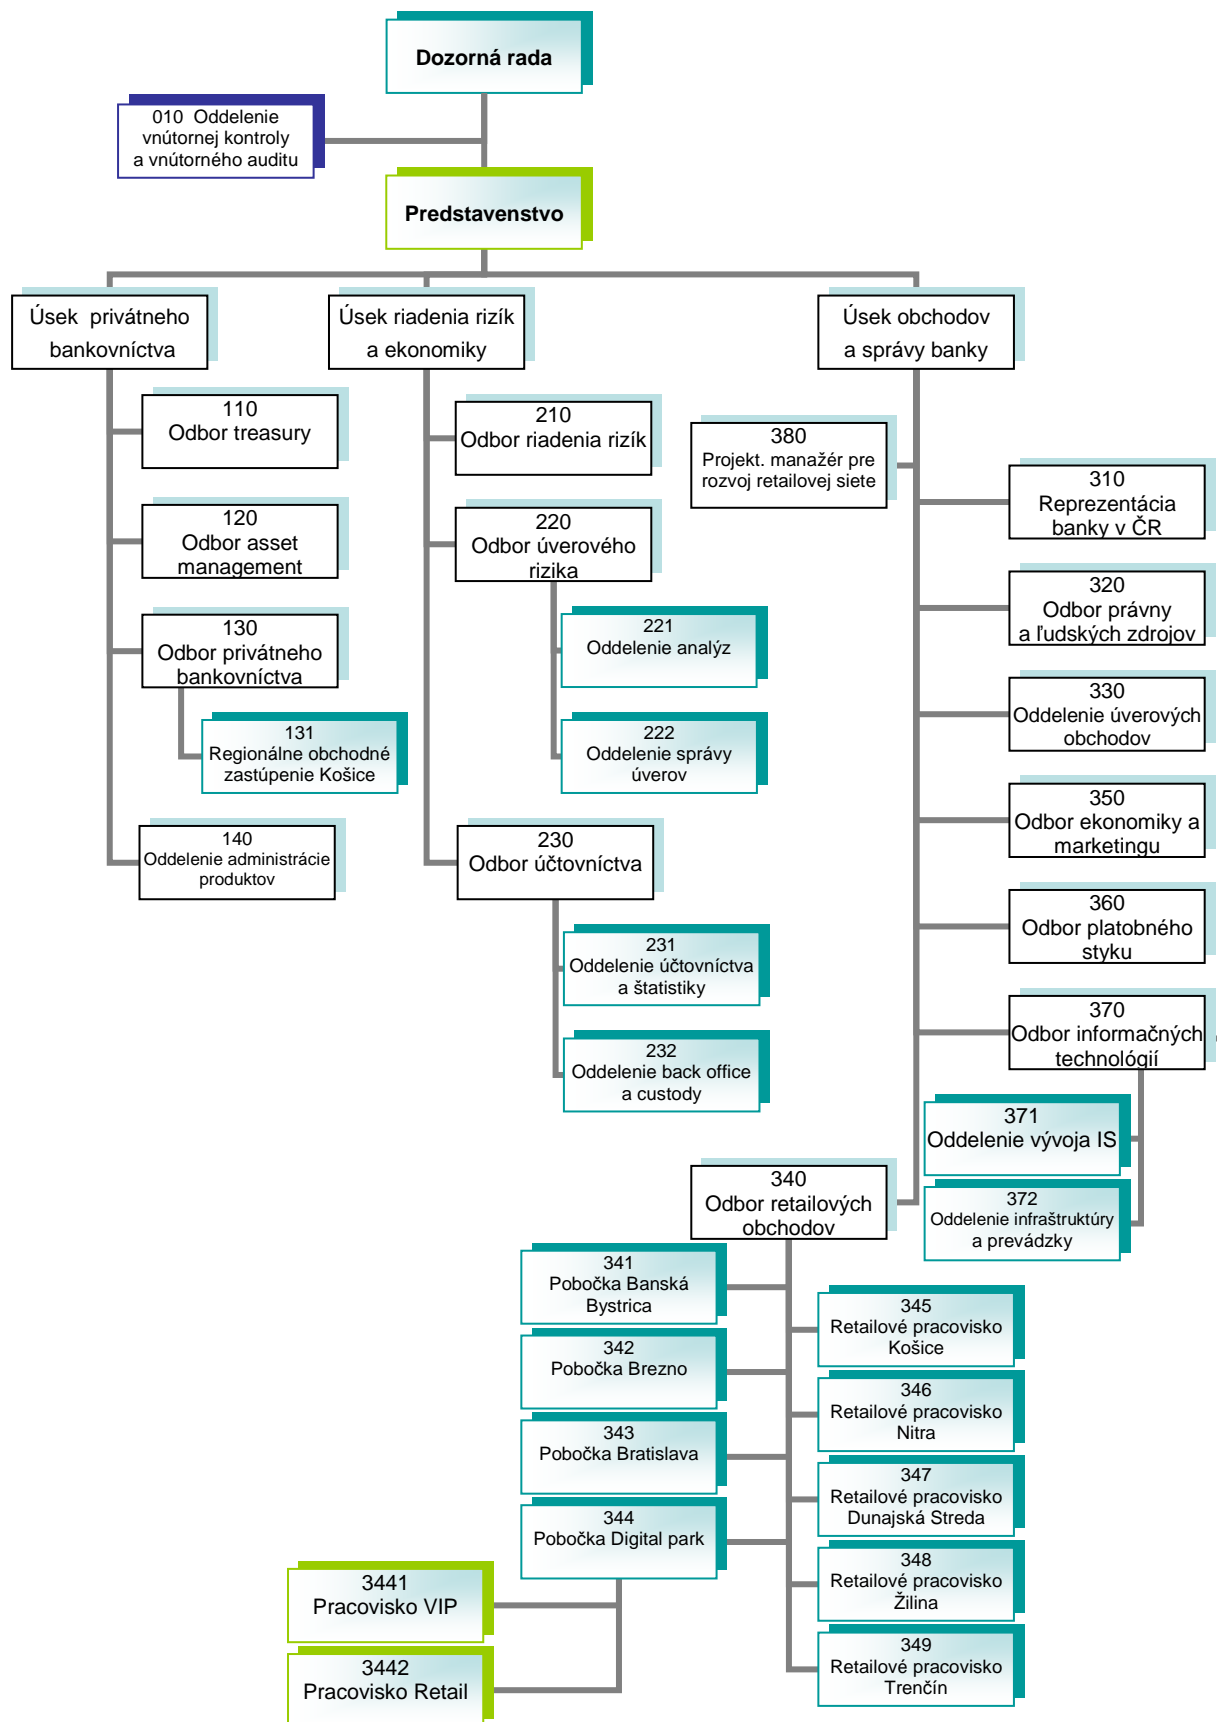 Dozorná rada
010  Oddelenie
vnútornej kontroly
a vnútorného auditu
Predstavenstvo
Úsek  privátneho
bankovníctva
Úsek riadenia rizík
a ekonomiky
Úsek obchodov
a správy banky
110
Odbor treasury
120
Odbor asset
management
130
Odbor privátneho
bankovníctva
131
Regionálne obchodné
zastúpenie Košice
140
Oddelenie administrácie
produktov
210
Odbor riadenia rizík
220
Odbor úverového
rizika
221
Oddelenie analýz
222
Oddelenie správy
úverov
230
Odbor účtovníctva
231
Oddelenie účtovníctva
a štatistiky
232
Oddelenie back office
a custody
380
Projekt. manažér pre
rozvoj retailovej siete
310
Reprezentácia
banky v ČR
320
Odbor právny
a ľudských zdrojov
330
Oddelenie úverových
obchodov
350
Odbor ekonomiky a
marketingu
360
Odbor platobného
styku
370
Odbor informačných
technológií
371
Oddelenie vývoja IS
372
Oddelenie infraštruktúry
a prevádzky
340
Odbor retailových
obchodov
341
Pobočka Banská
Bystrica
342
Pobočka Brezno
343
Pobočka Bratislava
344
Pobočka Digital park
3441
Pracovisko VIP
3442
Pracovisko Retail
345
Retailové pracovisko
Košice
346
Retailové pracovisko
Nitra
347
Retailové pracovisko
Dunajská Streda
348
Retailové pracovisko
Žilina
349
Retailové pracovisko
Trenčín